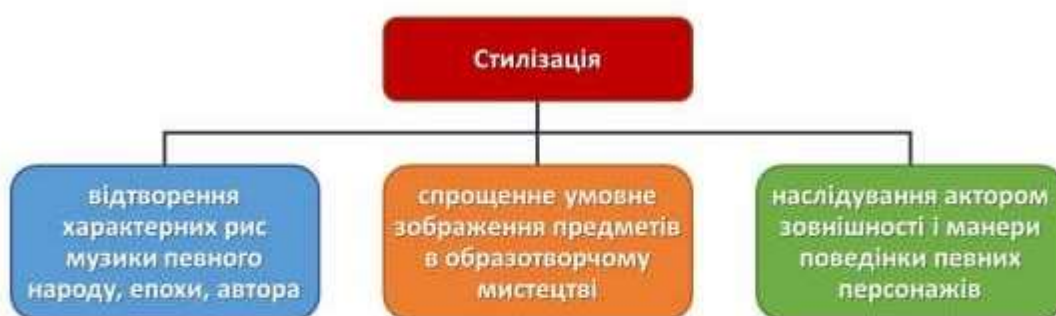 Стилізація
відтворення
характерних рис
музики певного
народу, епохи, автора
спрощенне умовне
зображення предметів
в образотворчому
мистецтві
наслідування актором
зовнішності і манери
поведінки певних
персонажів